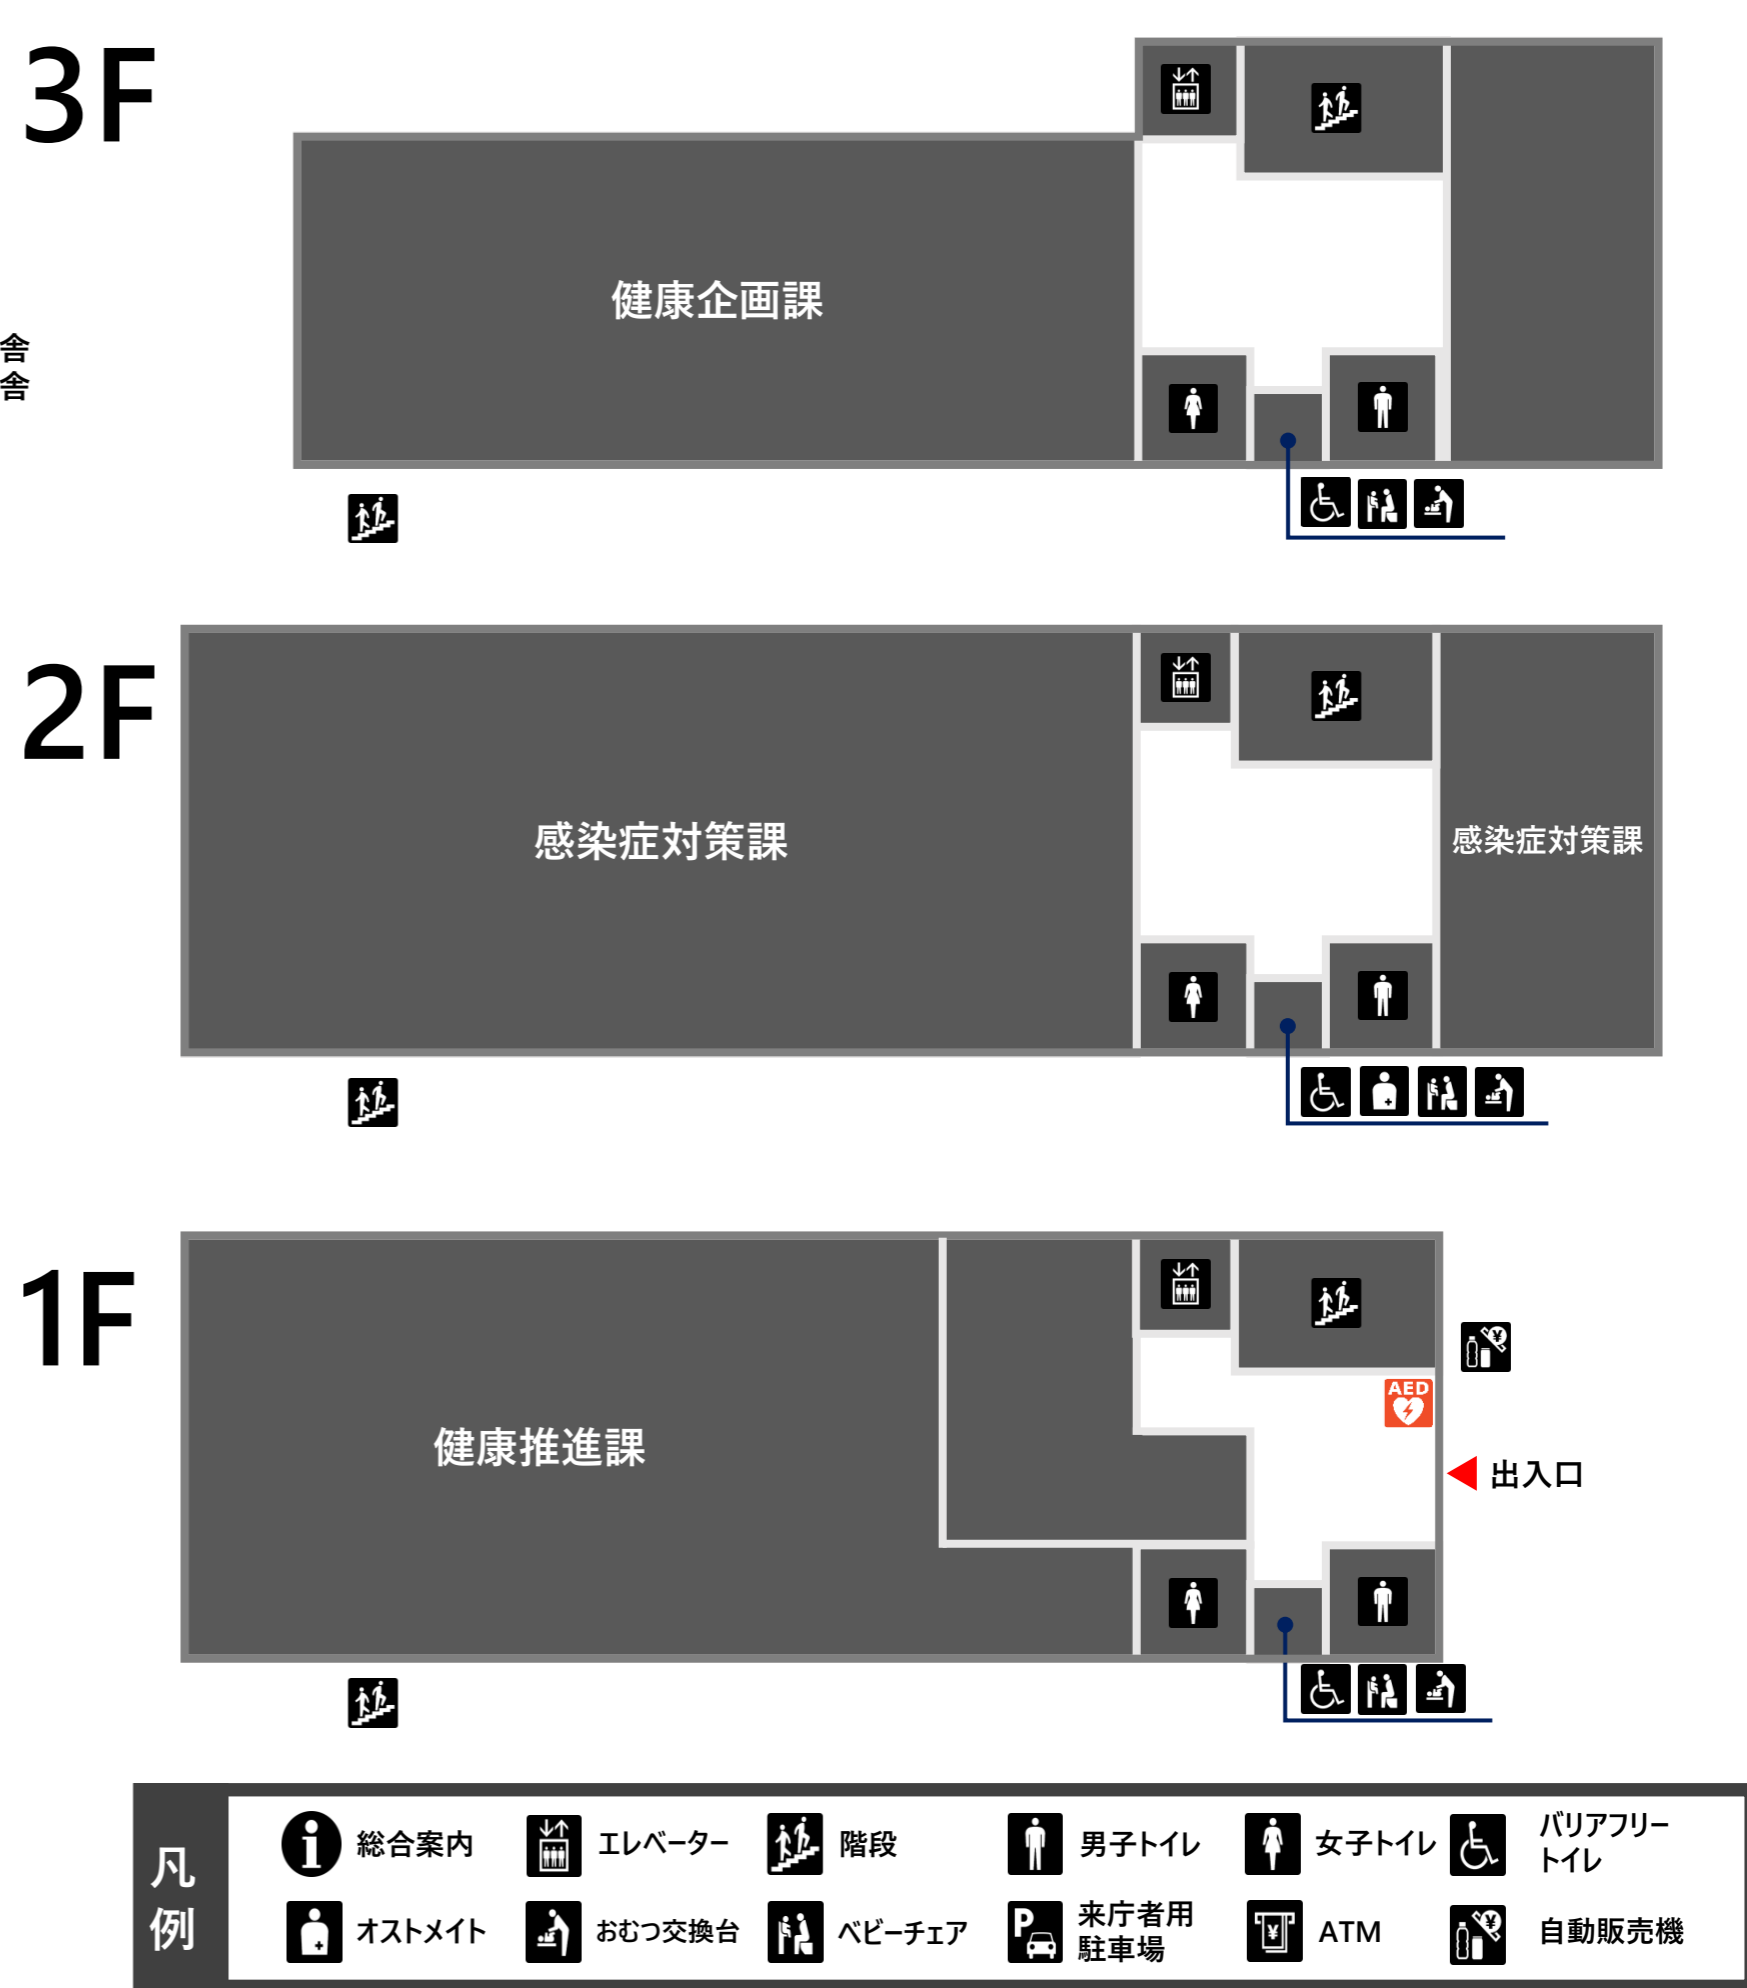 3F
健康企画課
舎
舎
2F
感染症対策課
感染症対策課
1F
AED
健康推進課
出入口
凡例
総合案内
エレベーター
階段
男子トイレ
女子トイレ
バリアフリー
トイレ
オストメイト
おむつ交換台
ベビーチェア
P
来庁者用
駐車場
¥
ATM
¥
自動販売機